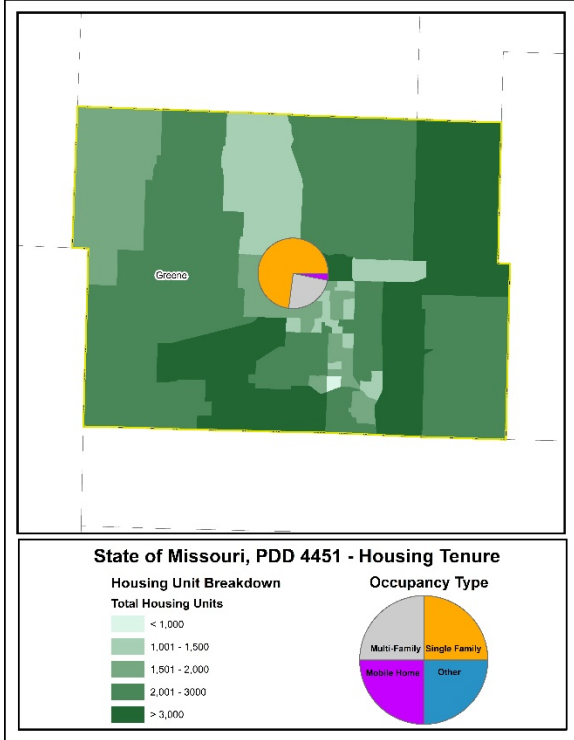 Greene
State of Missouri, PDD 4451 - Housing Tenure
Housing Unit Breakdown
Total Housing Units
< 1,000
1,001 - 1,500
1,501 - 2,000
2,001 - 3000
> 3,000
Occupancy Type
Multi-Family
Single Family
Mobile Home
Other